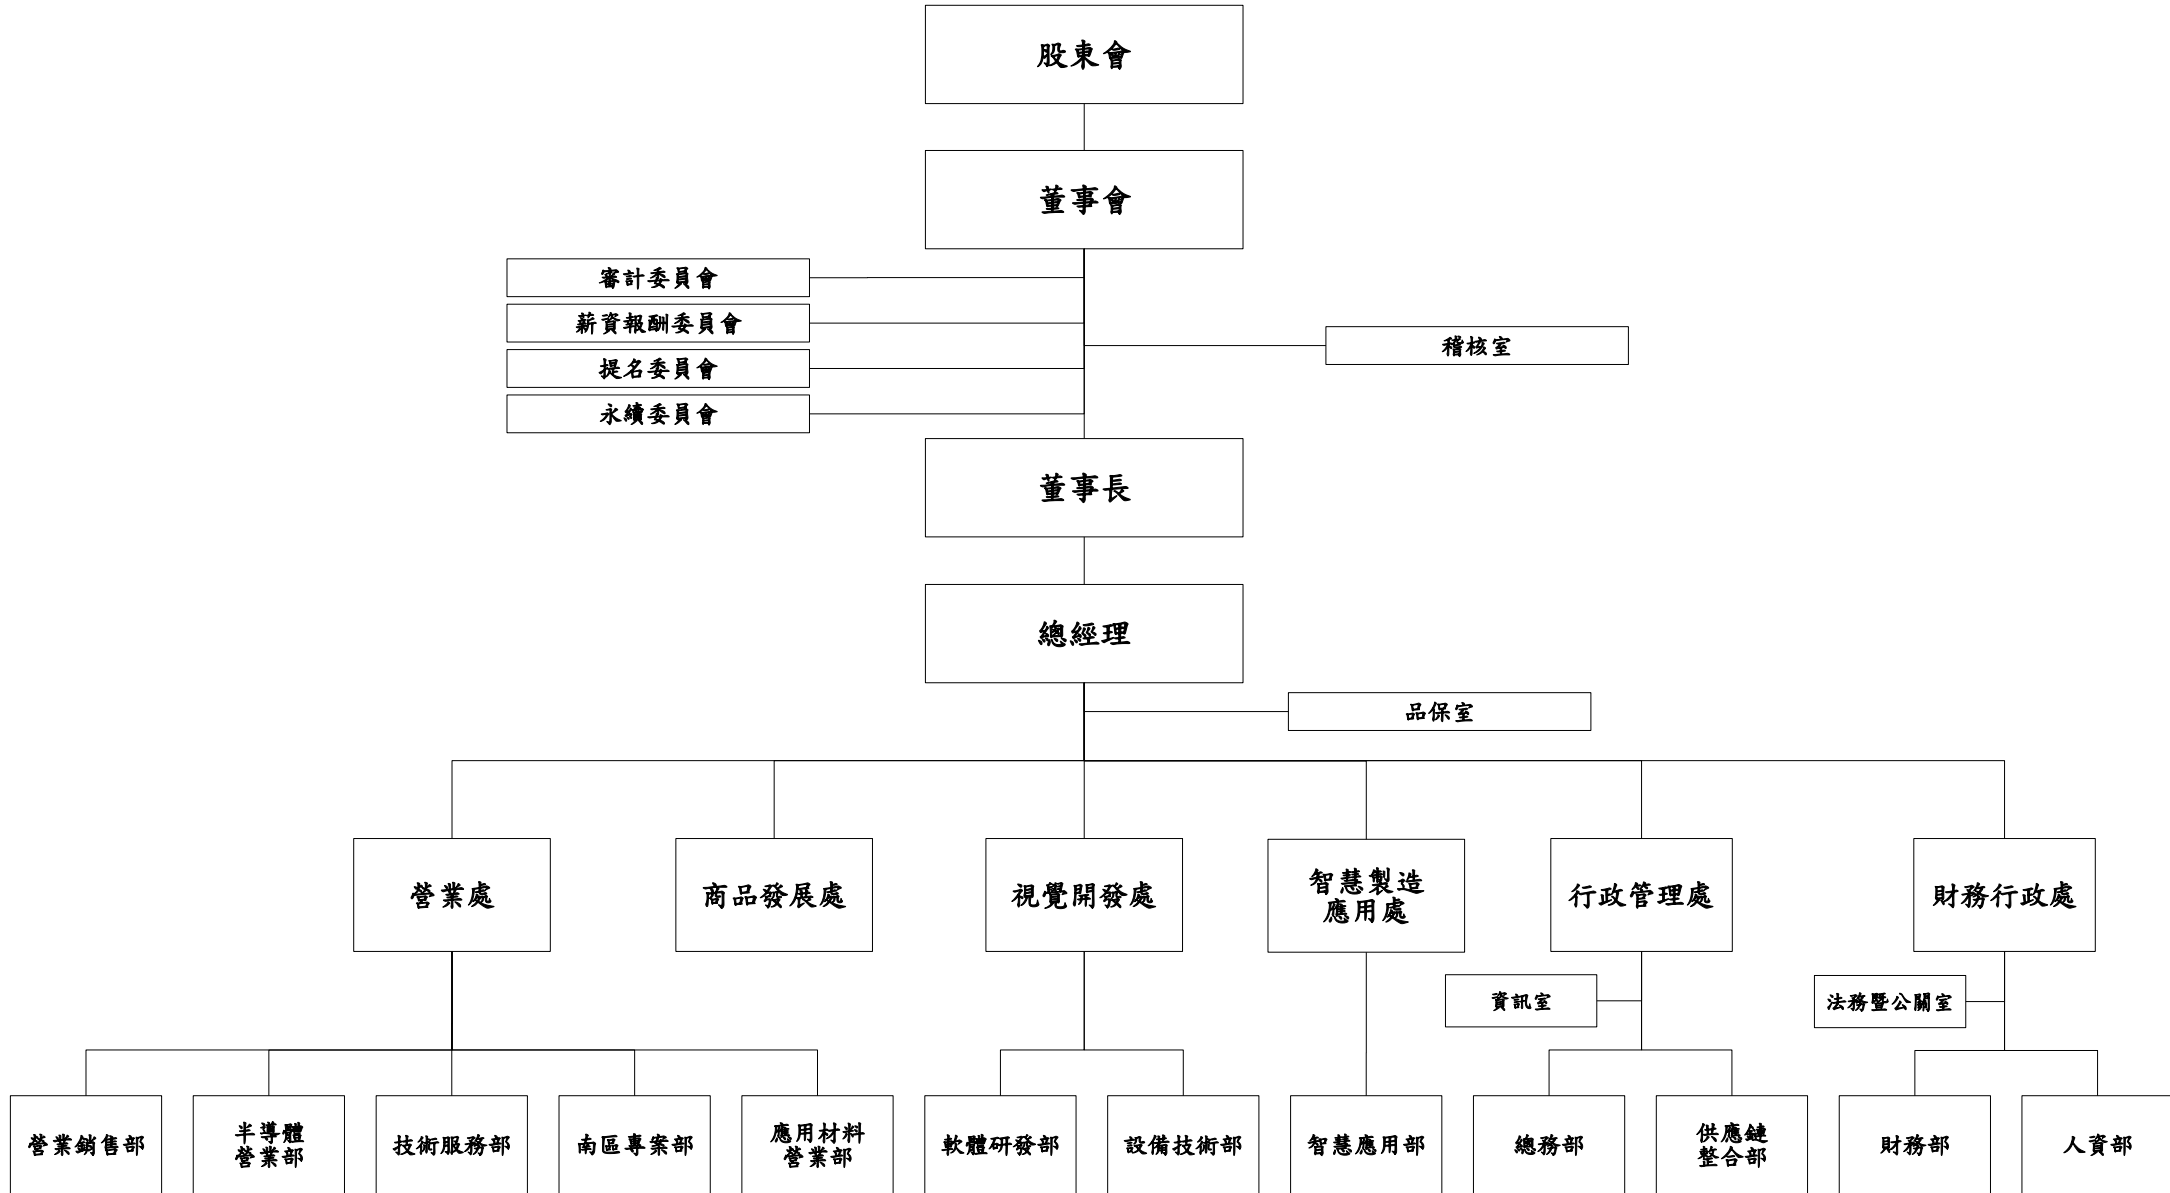 股東會
董事會
審計委員會
薪資報酬委員會
稽核室
提名委員會
永續委員會
董事長
總經理
品保室
營業處
商品發展處
視覺開發處
智慧製造
應用處
行政管理處
財務行政處
資訊室
法務暨公關室
營業銷售部
半導體
營業部
技術服務部
南區專案部
應用材料
營業部
軟體研發部
設備技術部
智慧應用部
總務部
供應鏈
整合部
財務部
人資部